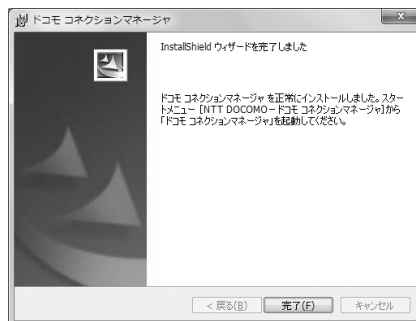 ドコモ コネクションマネージャ
InstallShield ウィザードを完了しました
ドコモ コネクションマネージャ を正常にインストールしました。スター
トメニュー [NTT DOCOMO－ドコモ コネクションマネージャ]から
「ドコモ コネクションマネージャ」を起動してください。
< 戻る(B)
完了(F)
キャンセル